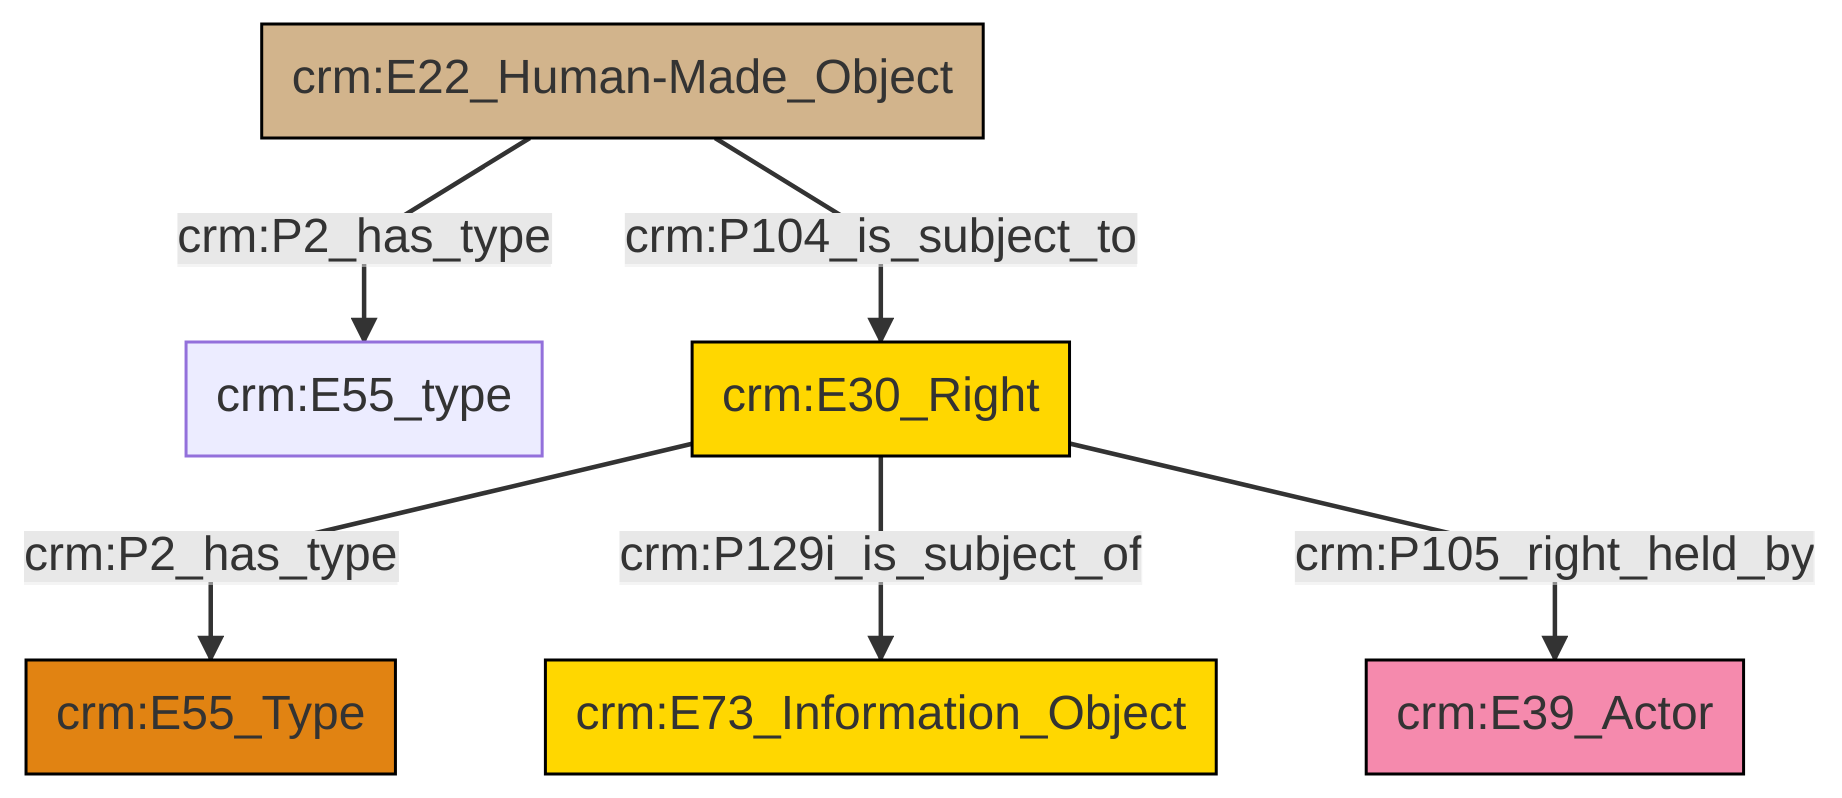 crm:E22_Human-Made_Object
crm:P2_has_type
crm:P104_is_subject_to
crm:E55_type
crm:E30_Right
crm:P2_has_type
crm:P129i_is_subject_of
crm:P105_right_held_by
crm:E55_Type
crm:E73_Information_Object
crm:E39_Actor